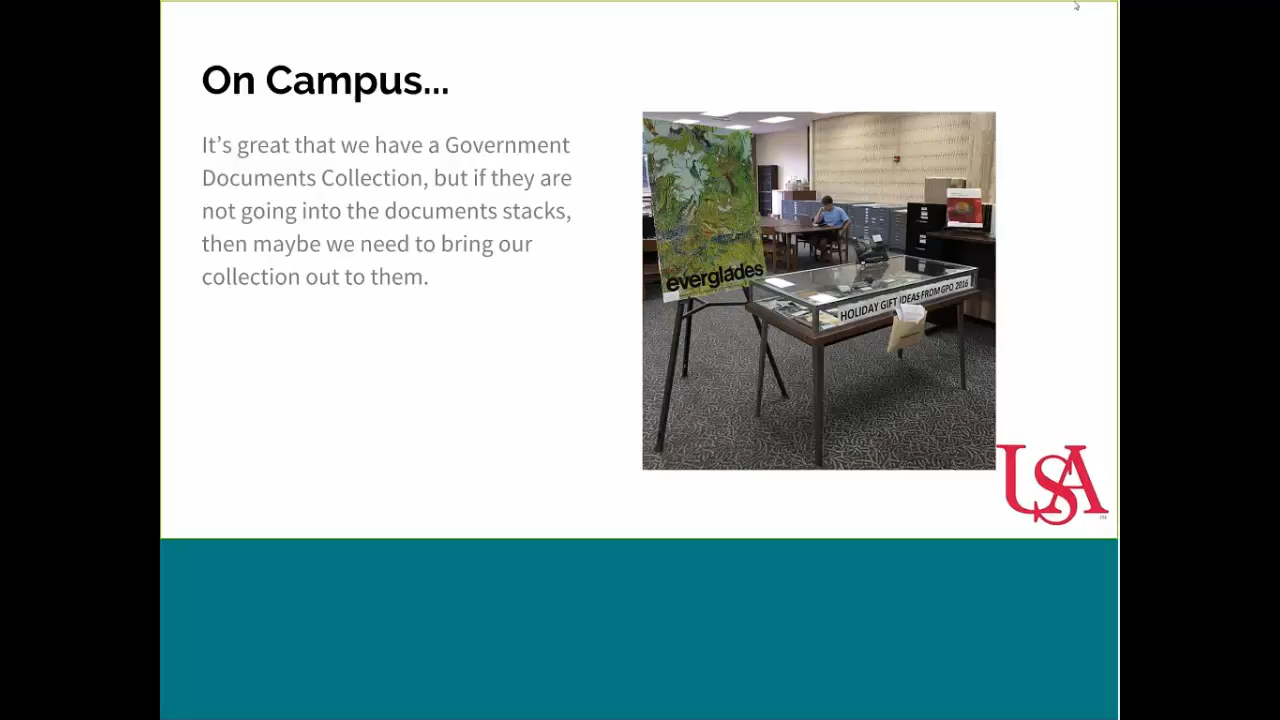 On Campus...
It’s great that we have a Government
Documents Collection, but if they are
not going into the documents stacks,
then maybe we need to bring our
collection out to them.
everglades
HOLIDAY GIFT IDEAS FROM GPO 2016
USA